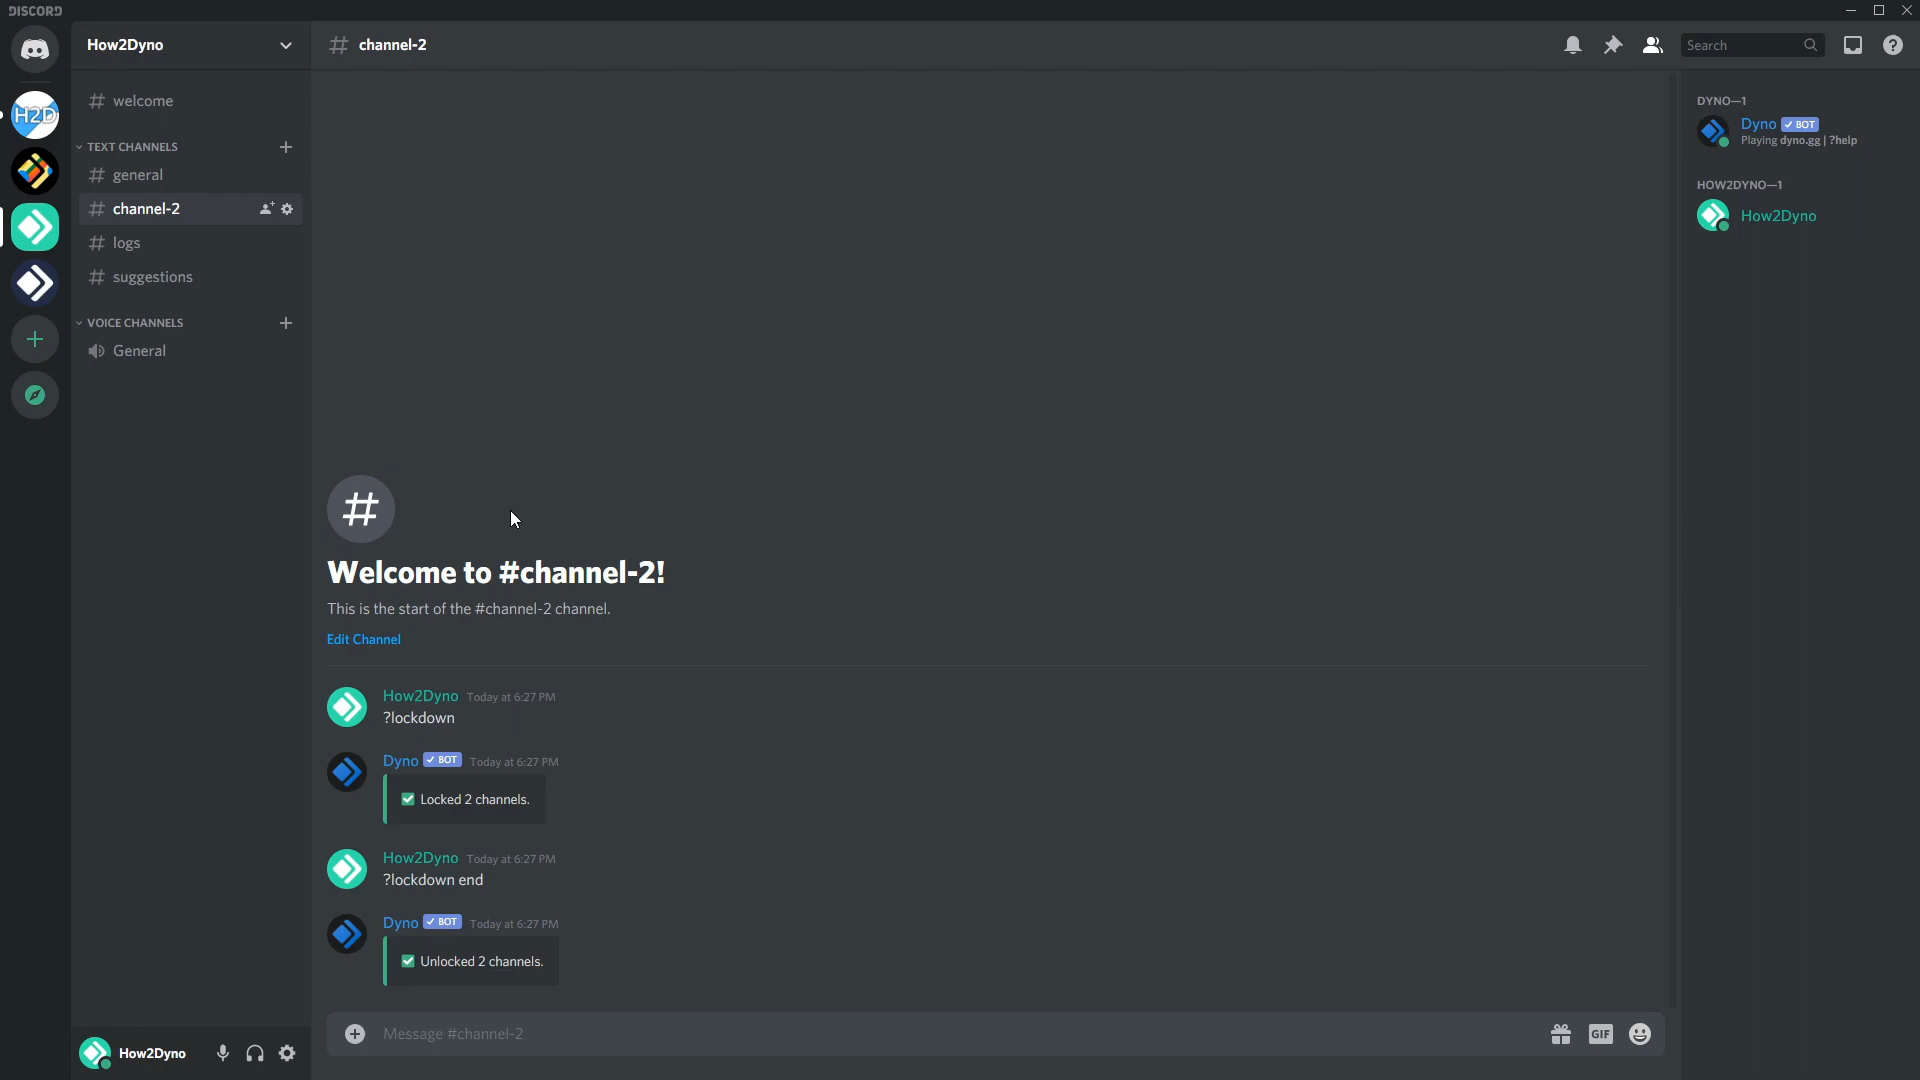 DISCORD
How2Dyno
channel-2
Search
H2D
welcome
TEXT CHANNELS
general
channel-2
logs
suggestions
VOICE CHANNELS
General
Welcome to #channel-2!
This is the start of the #channel-2 channel.
Edit Channel
How2Dyno Today at 6:27 PM
?lockdown
Dyno ✓ BOT Today at 6:27 PM
✅ Locked 2 channels.
How2Dyno Today at 6:27 PM
?lockdown end
Dyno ✓ BOT Today at 6:27 PM
✅ Unlocked 2 channels.
Message #channel-2
GIF
How2Dyno
DYNO—1
Dyno ✓ BOT
Playing dyno.gg | ?help
HOW2DYNO—1
How2Dyno